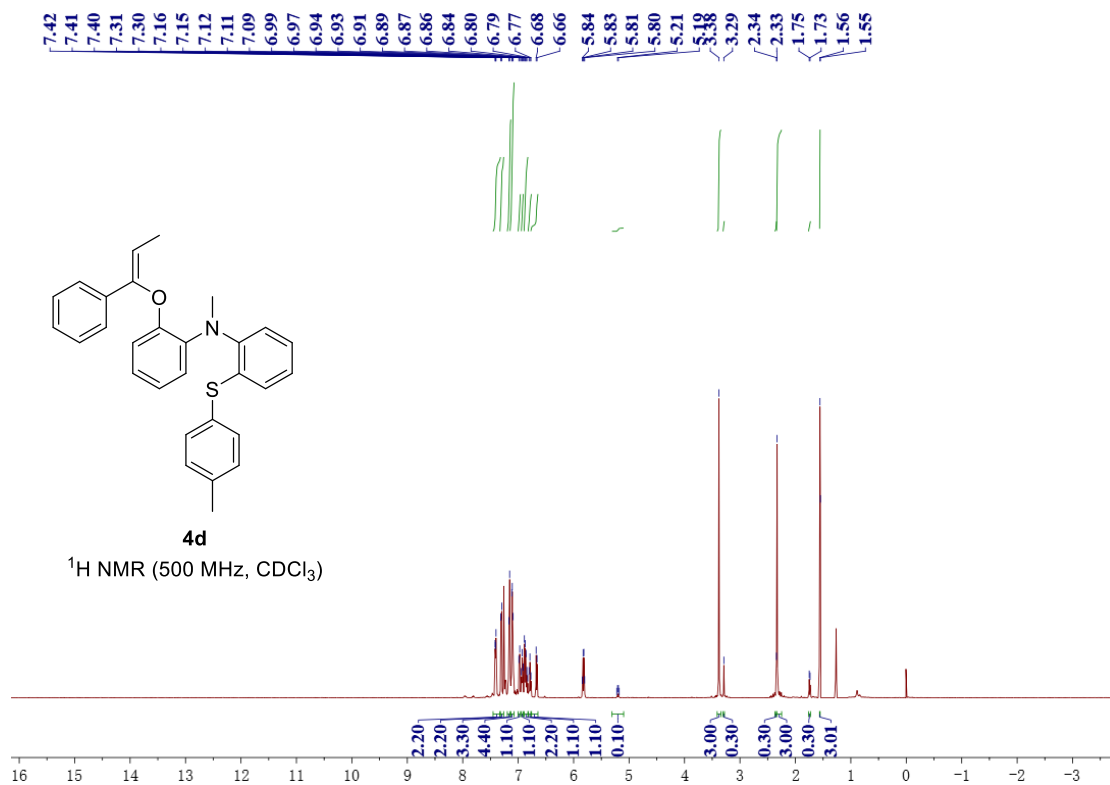 7.42 7.41 7.40 7.31 7.30 7.16 7.15 7.12 7.11 7.09 6.99 6.97 6.94 6.93 6.91 6.89 6.87 6.86 6.84 6.80 6.79 6.77 6.68 6.66 5.84 5.83 5.81 5.80 5.21 5.19 3.38 3.29 2.34 2.33 1.75 1.73 1.56 1.55
O
N
S
4d
¹H NMR (500 MHz, CDCl₃)
2.20 2.20 3.30 4.40 1.10 1.10 2.20 1.10 1.10 0.10 3.00 0.30 0.30 3.00 0.30 3.01
16 15 14 13 12 11 10 9 8 7 6 5 4 3 2 1 0 -1 -2 -3